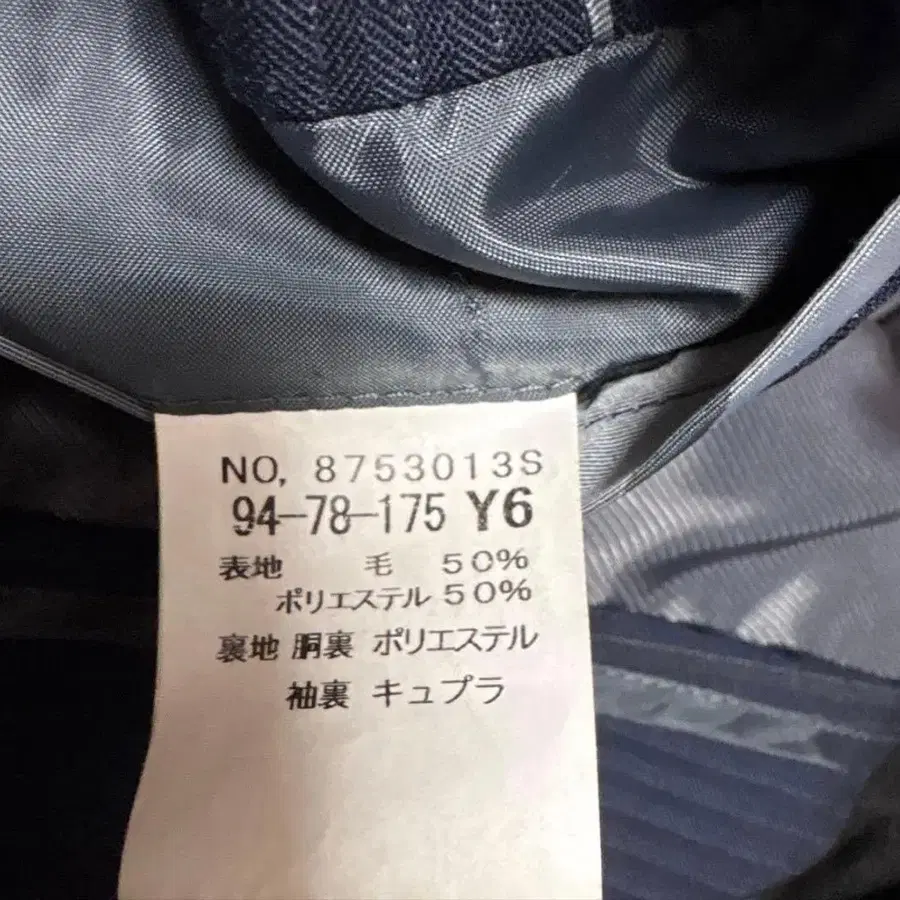 NO, 8753013S
94-78-175 Y6
表地 毛 50%
ポリエステル 50%
裏地 胴裏 ポリエステル
袖裏 キュプラ